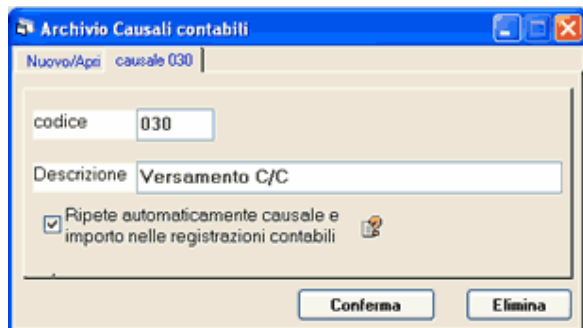 Archivio Causali contabili
Nuovo/Apri causale 030
codice 030
Descrizione Versamento C/C
Ripete automaticamente causale e
importo nelle registrazioni contabili
Conferma Elimina